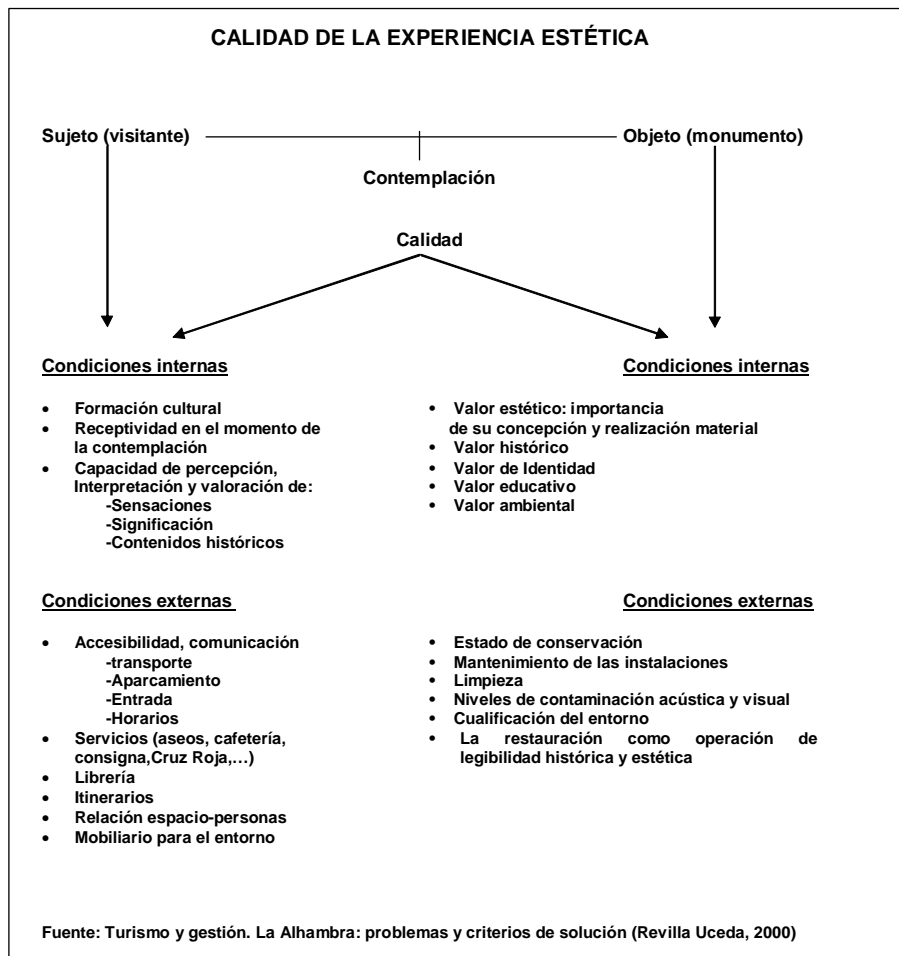 CALIDAD DE LA EXPERIENCIA ESTÉTICA
Sujeto (visitante)
Objeto (monumento)
Contemplación
Calidad
Condiciones internas
• Formación cultural
• Receptividad en el momento de
la contemplación
• Capacidad de percepción,
Interpretación y valoración de:
-Sensaciones
-Significación
-Contenidos históricos
Condiciones internas
• Valor estético: importancia
de su concepción y realización material
• Valor histórico
• Valor de Identidad
• Valor educativo
• Valor ambiental
Condiciones externas
• Accesibilidad, comunicación
-transporte
-Aparcamiento
-Entrada
-Horarios
• Servicios (aseos, cafetería,
consigna,Cruz Roja,...)
• Librería
• Itinerarios
• Relación espacio-personas
• Mobiliario para el entorno
Condiciones externas
• Estado de conservación
• Mantenimiento de las instalaciones
• Limpieza
• Niveles de contaminación acústica y visual
• Cualificación del entorno
• La restauración como operación de
legibilidad histórica y estética
Fuente: Turismo y gestión. La Alhambra: problemas y criterios de solución (Revilla Uceda, 2000)